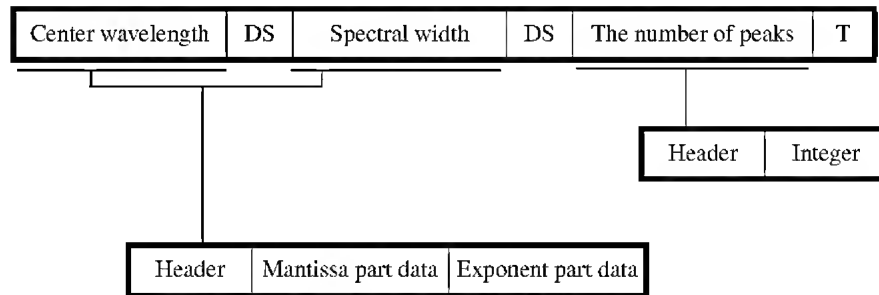 Center wavelength DS Spectral width DS The number of peaks T
Header Integer
Header Mantissa part data Exponent part data